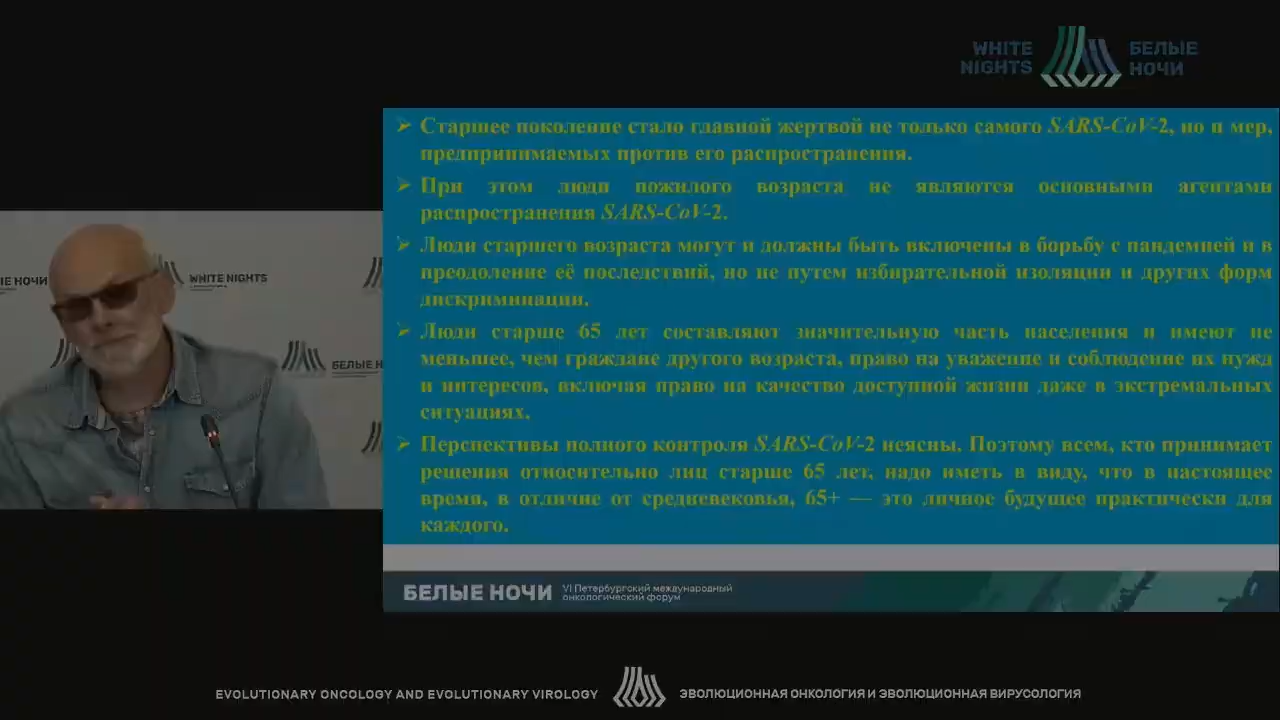 WHITE NIGHTS
БЕЛЫЕ НОЧИ
➢ Старшее поколение стало главной жертвой не только самого SARS-CoV-2, но и мер,
предпринимаемых против его распространения.
➢ При этом люди пожилого возраста не являются основными агентами
распространения SARS-CoV-2.
➢ Люди старшего возраста могут и должны быть включены в борьбу с пандемией и в
преодоление её последствий, но не путем избирательной изоляции и других форм
дискриминации.
➢ Люди старше 65 лет составляют значительную часть населения и имеют не
меньшее, чем граждане другого возраста, право на уважение и соблюдение их нужд
и интересов, включая право на качество доступной жизни даже в экстремальных
ситуациях.
➢ Перспективы полного контроля SARS-CoV-2 неясны. Поэтому всем, кто принимает
решения относительно лиц старше 65 лет, надо иметь в виду, что в настоящее
время, в отличие от средневековья, 65+ — это личное будущее практически для
каждого.
ЫЕ НОЧИ
WHITE NIGHTS
БЕЛЫЕ Н
БЕЛЫЕ НОЧИ
VI Петербургский международный
онкологический форум
EVOLUTIONARY ONCOLOGY AND EVOLUTIONARY VIROLOGY
ЭВОЛЮЦИОННАЯ ОНКОЛОГИЯ И ЭВОЛЮЦИОННАЯ ВИРУСОЛОГИЯ